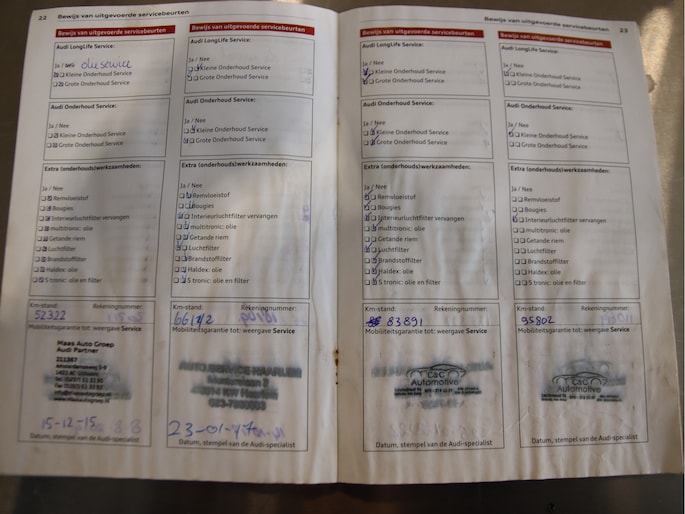 22
Bewijs van uitgevoerde servicebeurten
Bewijs van uitgevoerde servicebeurten
Audi LongLife Service:
Ja / Nee olieservice
Kleine Onderhoud Service
Grote Onderhoud Service
Audi Onderhoud Service:
Ja / Nee
Kleine Onderhoud Service
Grote Onderhoud Service
Extra (onderhouds)werkzaamheden:
Ja / Nee
Remvloeistof
Bougies
Interieurluchtfilter vervangen
multitronic: olie
Getande riem
Luchtfilter
Brandstoffilter
Haldex: olie
S tronic: olie en filter
Km-stand: Rekeningnummer:
52322
Mobiliteitsgarantie tot: weergave Service
Maas Auto Groep
Audi Partner
15-12-15
Datum, stempel van de Audi-specialist
Bewijs van uitgevoerde servicebeurten
Audi LongLife Service:
Ja / Nee
Kleine Onderhoud Service
Grote Onderhoud Service
Audi Onderhoud Service:
Ja / Nee
Kleine Onderhoud Service
Grote Onderhoud Service
Extra (onderhouds)werkzaamheden:
Ja / Nee
Remvloeistof
Bougies
Interieurluchtfilter vervangen
multitronic: olie
Getande riem
Luchtfilter
Brandstoffilter
Haldex: olie
S tronic: olie en filter
Km-stand: Rekeningnummer:
Mobiliteitsgarantie tot: weergave Service
AUTO SERVICE HAARLEM
23-01-17
Datum, stempel van de Audi-specialist
Bewijs van uitgevoerde servicebeurten
23
Bewijs van uitgevoerde servicebeurten
Audi LongLife Service:
Ja / Nee
Kleine Onderhoud Service
Grote Onderhoud Service
Audi Onderhoud Service:
Ja / Nee
Kleine Onderhoud Service
Grote Onderhoud Service
Extra (onderhouds)werkzaamheden:
Ja / Nee
Remvloeistof
Bougies
Interieurluchtfilter vervangen
multitronic: olie
Getande riem
Luchtfilter
Brandstoffilter
Haldex: olie
S tronic: olie en filter
Km-stand: Rekeningnummer:
83891
Mobiliteitsgarantie tot: weergave Service
C&C
Automotive
Datum, stempel van de Audi-specialist
Bewijs van uitgevoerde servicebeurten
Audi LongLife Service:
Ja / Nee
Kleine Onderhoud Service
Grote Onderhoud Service
Audi Onderhoud Service:
Ja / Nee
Kleine Onderhoud Service
Grote Onderhoud Service
Extra (onderhouds)werkzaamheden:
Ja / Nee
Remvloeistof
Bougies
Interieurluchtfilter vervangen
multitronic: olie
Getande riem
Luchtfilter
Brandstoffilter
Haldex: olie
S tronic: olie en filter
Km-stand: Rekeningnummer:
95802
Mobiliteitsgarantie tot: weergave Service
C&C
Automotive
Datum, stempel van de Audi-specialist